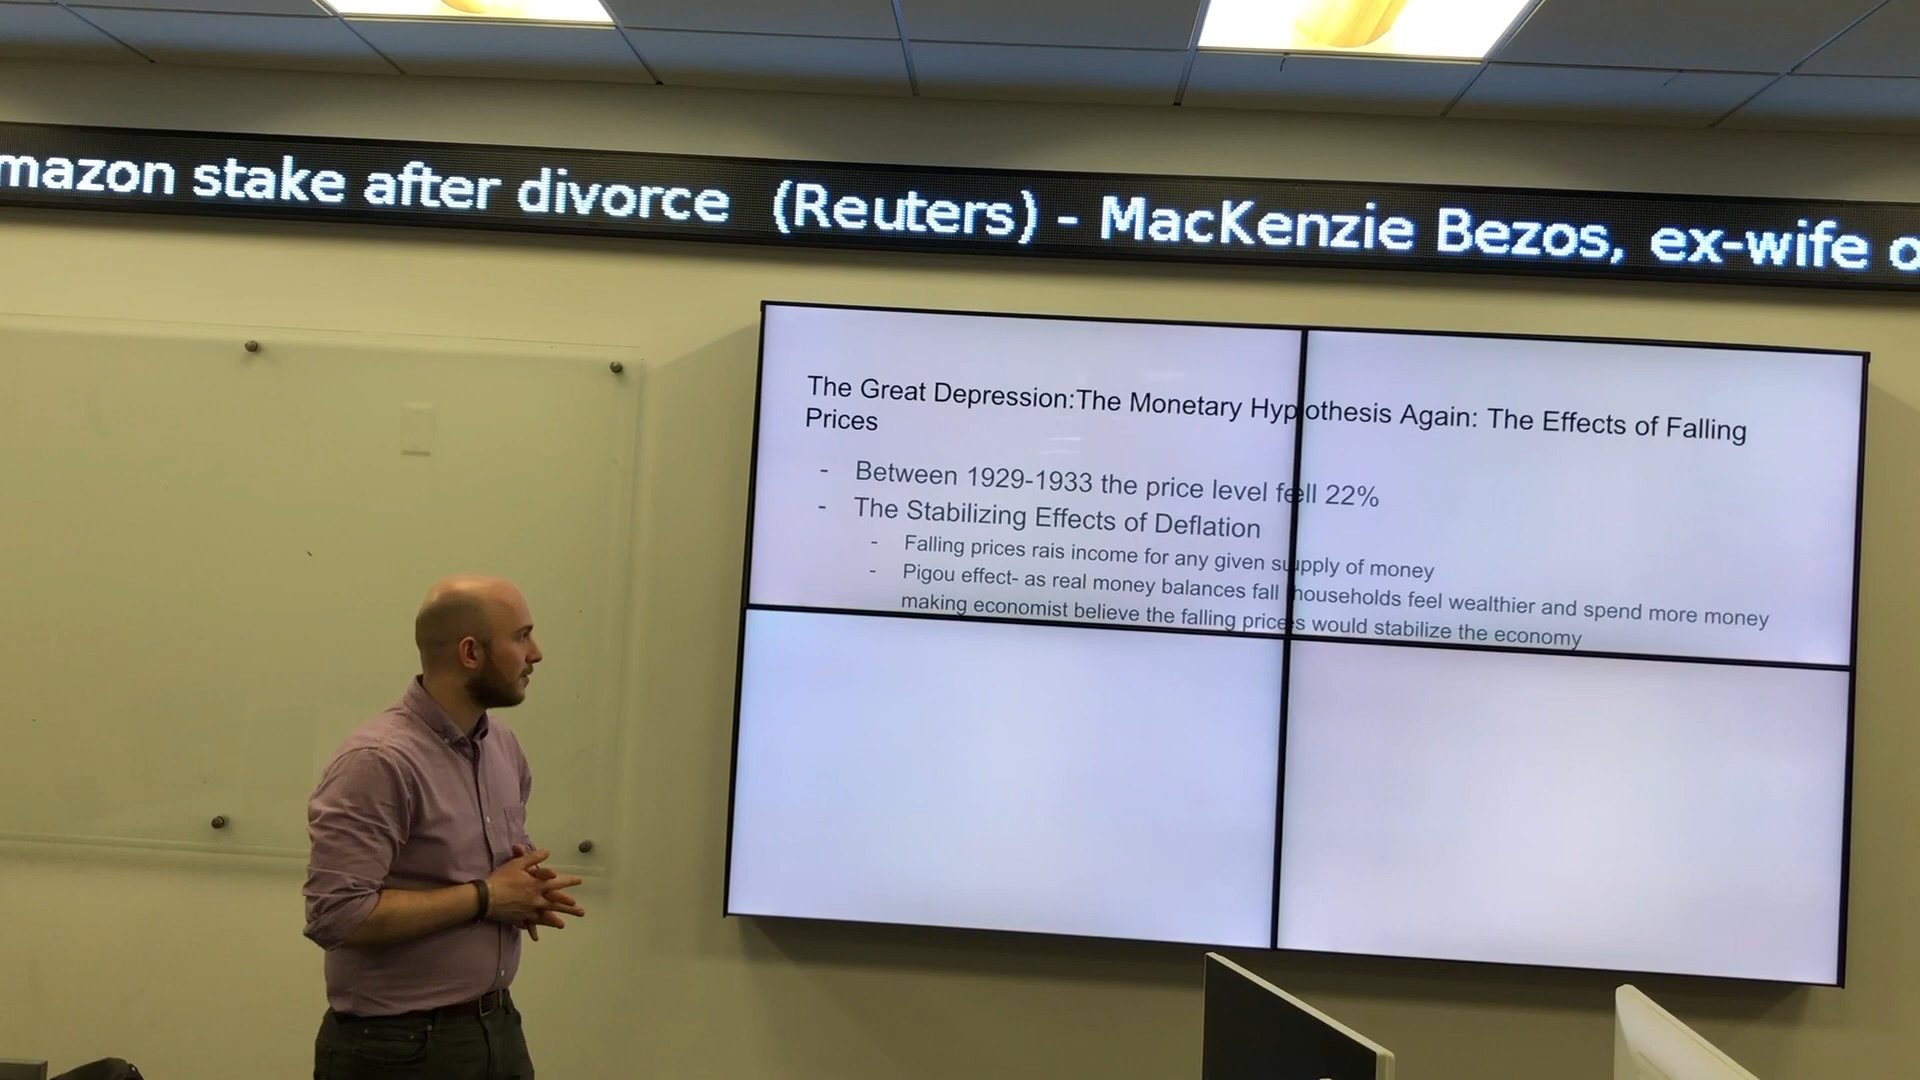 mazon stake after divorce (Reuters) - MacKenzie Bezos, ex-wife o
The Great Depression:The Monetary Hypothesis Again: The Effects of Falling
Prices
- Between 1929-1933 the price level fell 22%
- The Stabilizing Effects of Deflation
- Falling prices rais income for any given supply of money
- Pigou effect- as real money balances fall households feel wealthier and spend more money
making economist believe the falling prices would stabilize the economy